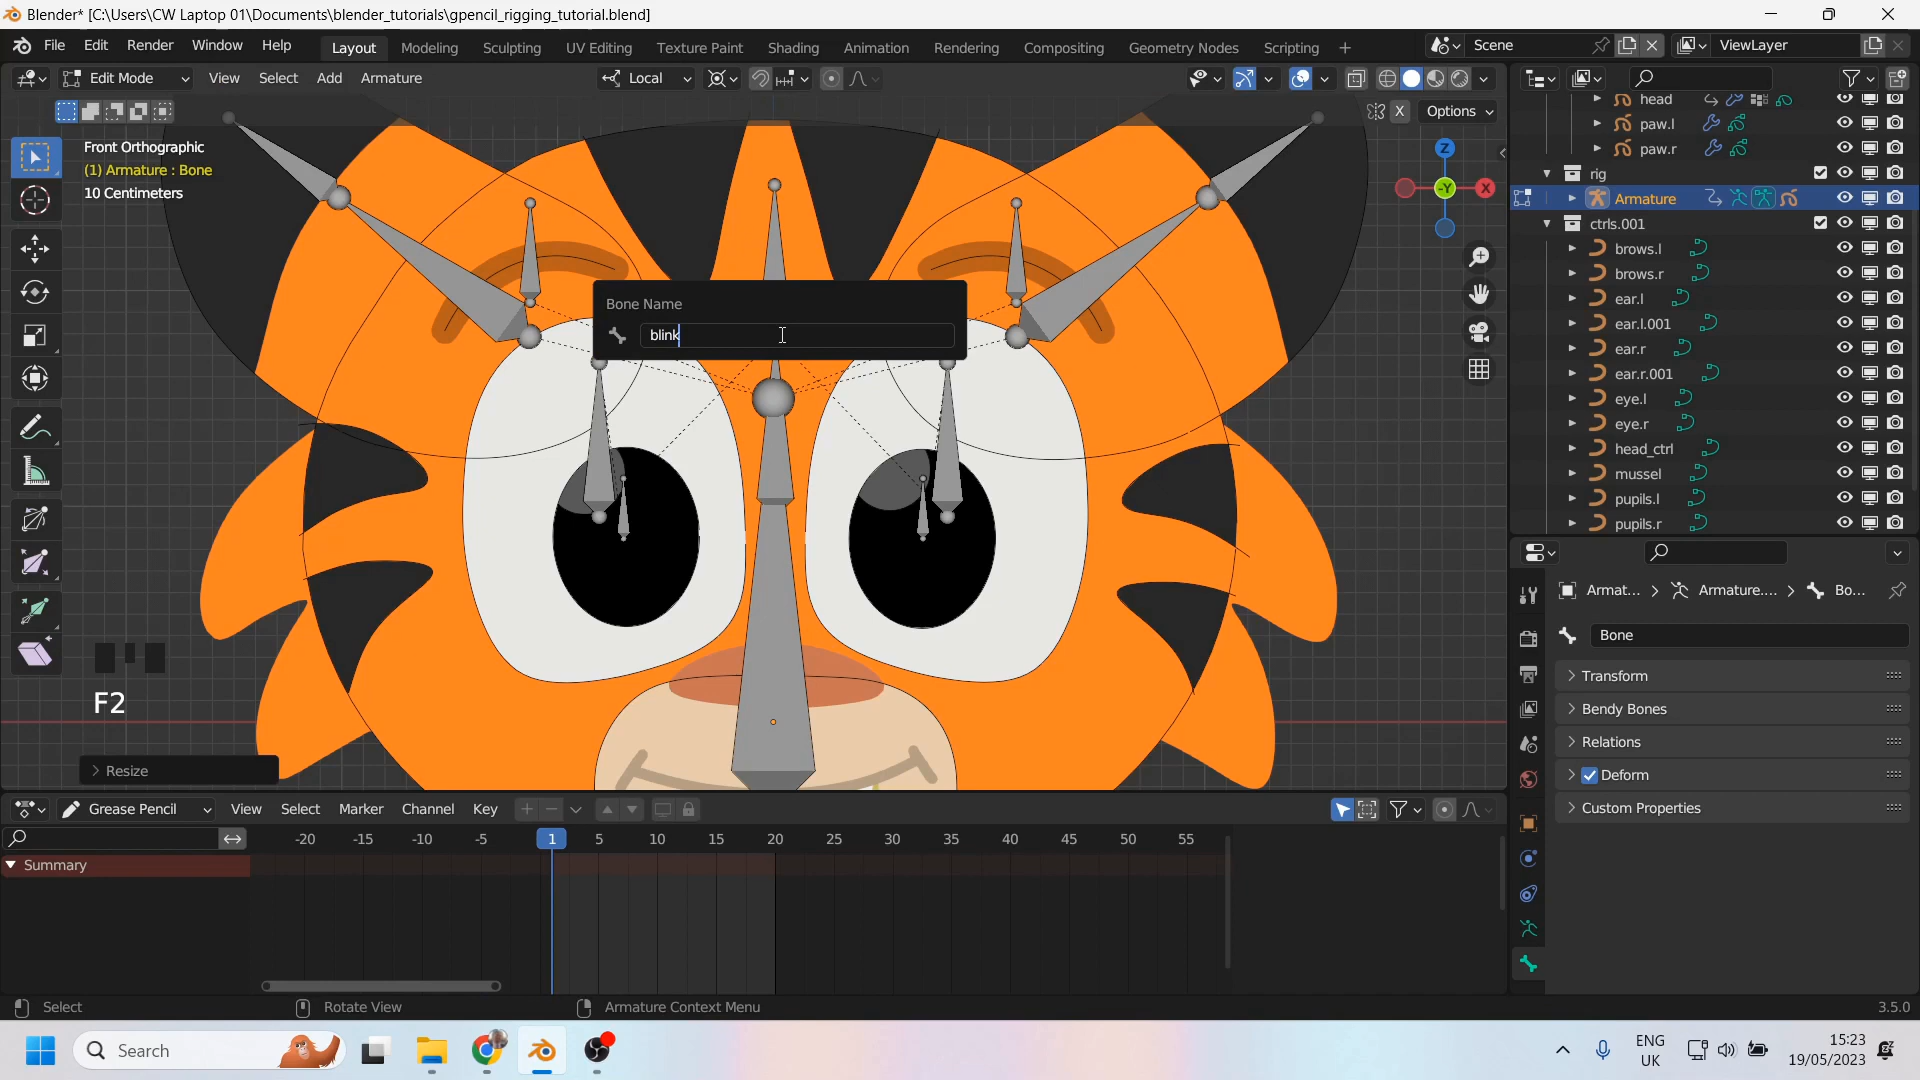 Blender* [C:\Users\CW Laptop 01\Documents\blender_tutorials\gpencil_rigging_tutorial.blend]
File Edit Render Window Help Layout Modeling Sculpting UV Editing Texture Paint Shading Animation Rendering Compositing Geometry Nodes Scripting + Scene ViewLayer
Edit Mode View Select Add Armature Local
X Options
Front Orthographic
(1) Armature : Bone
10 Centimeters
Z
-Y X
Bone Name
blink
F2
Resize
head
paw.l
paw.r
rig
Armature
ctrls.001
brows.l
brows.r
ear.l
ear.l.001
ear.r
ear.r.001
eye.l
eye.r
head_ctrl
mussel
pupils.l
pupils.r
Armat... Armature.... Bo...
Bone
Transform
Bendy Bones
Relations
Deform
Custom Properties
Grease Pencil View Select Marker Channel Key
-20 -15 -10 -5 1 5 10 15 20 25 30 35 40 45 50 55
Summary
Select Rotate View Armature Context Menu 3.5.0
Search
ENG
UK
15:23
19/05/2023